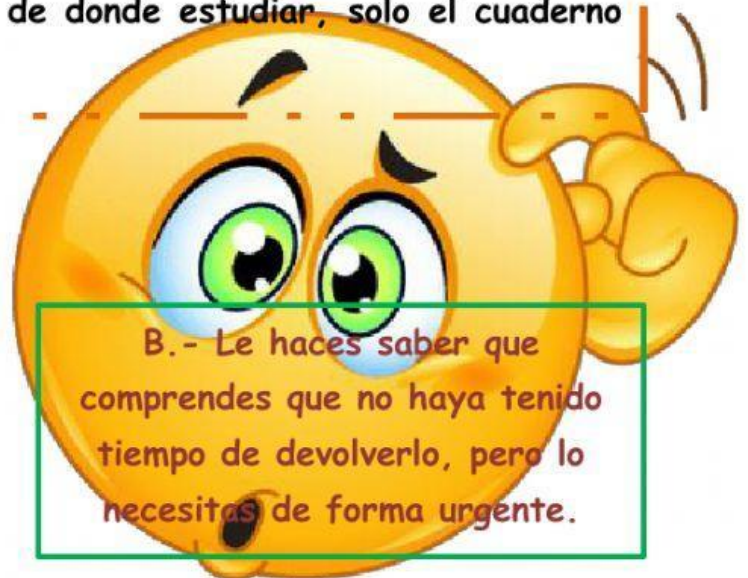 de donde estudiar, solo el cuaderno
B.- Le haces saber que
comprendes que no haya tenido
tiempo de devolverlo, pero lo
necesitas de forma urgente.